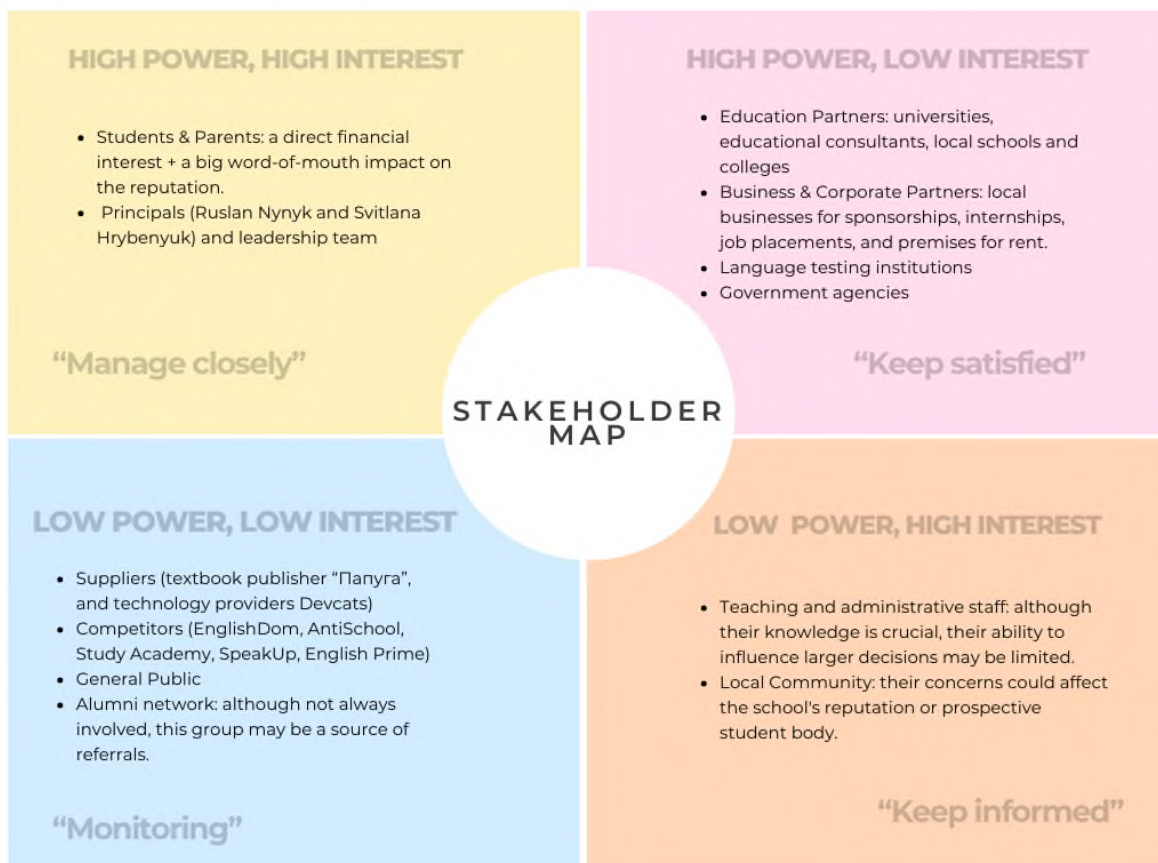 HIGH POWER, HIGH INTEREST
• Students & Parents: a direct financial
interest + a big word-of-mouth impact on
the reputation.
• Principals (Ruslan Nynyk and Svitlana
Hrybenyuk) and leadership team
“Manage closely”
HIGH POWER, LOW INTEREST
• Education Partners: universities,
educational consultants, local schools and
colleges
• Business & Corporate Partners: local
businesses for sponsorships, internships,
job placements, and premises for rent.
• Language testing institutions
• Government agencies
“Keep satisfied”
STAKEHOLDER
MAP
LOW POWER, LOW INTEREST
• Suppliers (textbook publisher “Папуга”,
and technology providers Devcats)
• Competitors (EnglishDom, AntiSchool,
Study Academy, SpeakUp, English Prime)
• General Public
• Alumni network: although not always
involved, this group may be a source of
referrals.
“Monitoring”
LOW POWER, HIGH INTEREST
• Teaching and administrative staff: although
their knowledge is crucial, their ability to
influence larger decisions may be limited.
• Local Community: their concerns could affect
the school's reputation or prospective
student body.
“Keep informed”